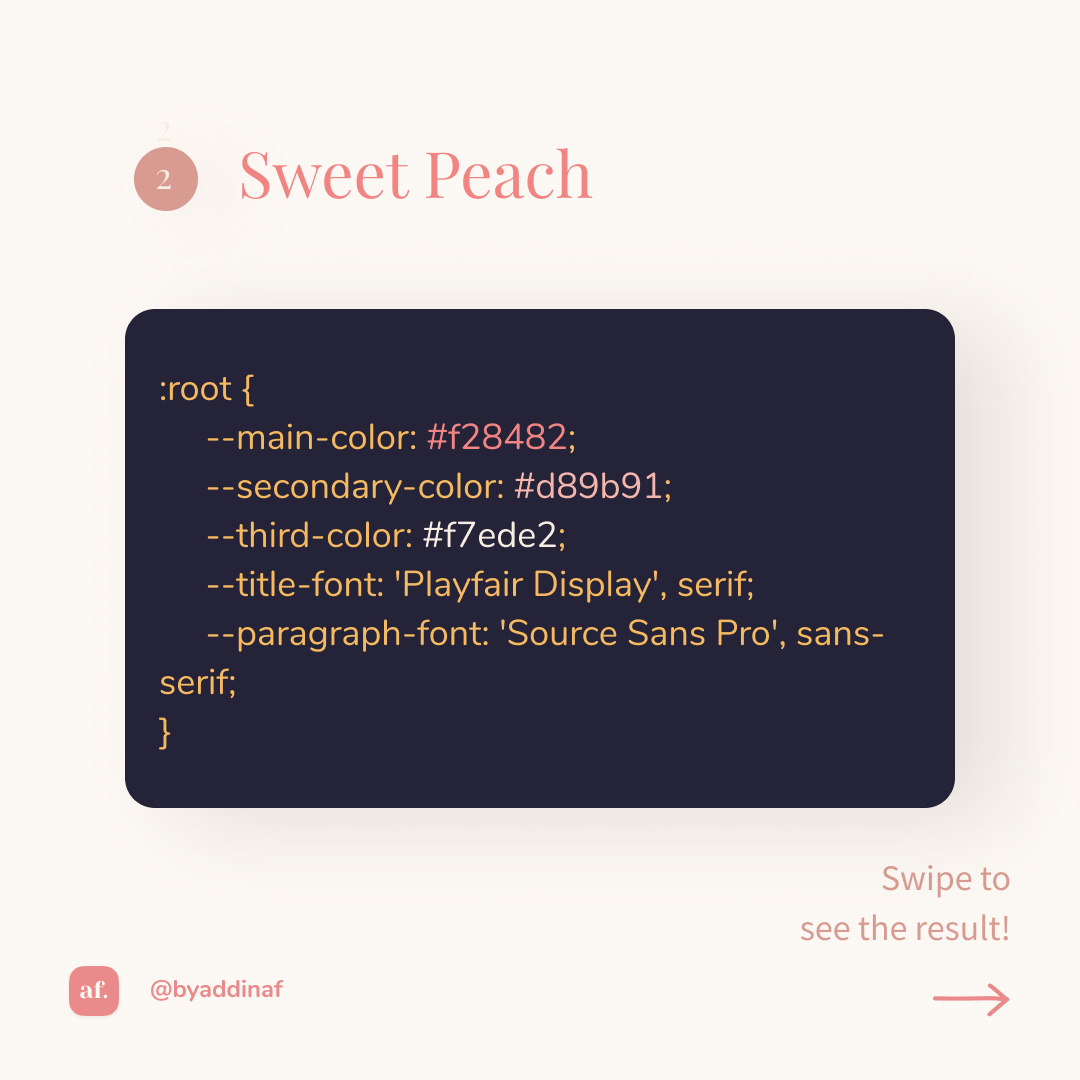 2
2
Sweet Peach
:root {
--main-color: #f28482;
--secondary-color: #d89b91;
--third-color: #f7ede2;
--title-font: 'Playfair Display', serif;
--paragraph-font: 'Source Sans Pro', sans-
serif;
}
Swipe to
see the result!
af.
@byaddinaf